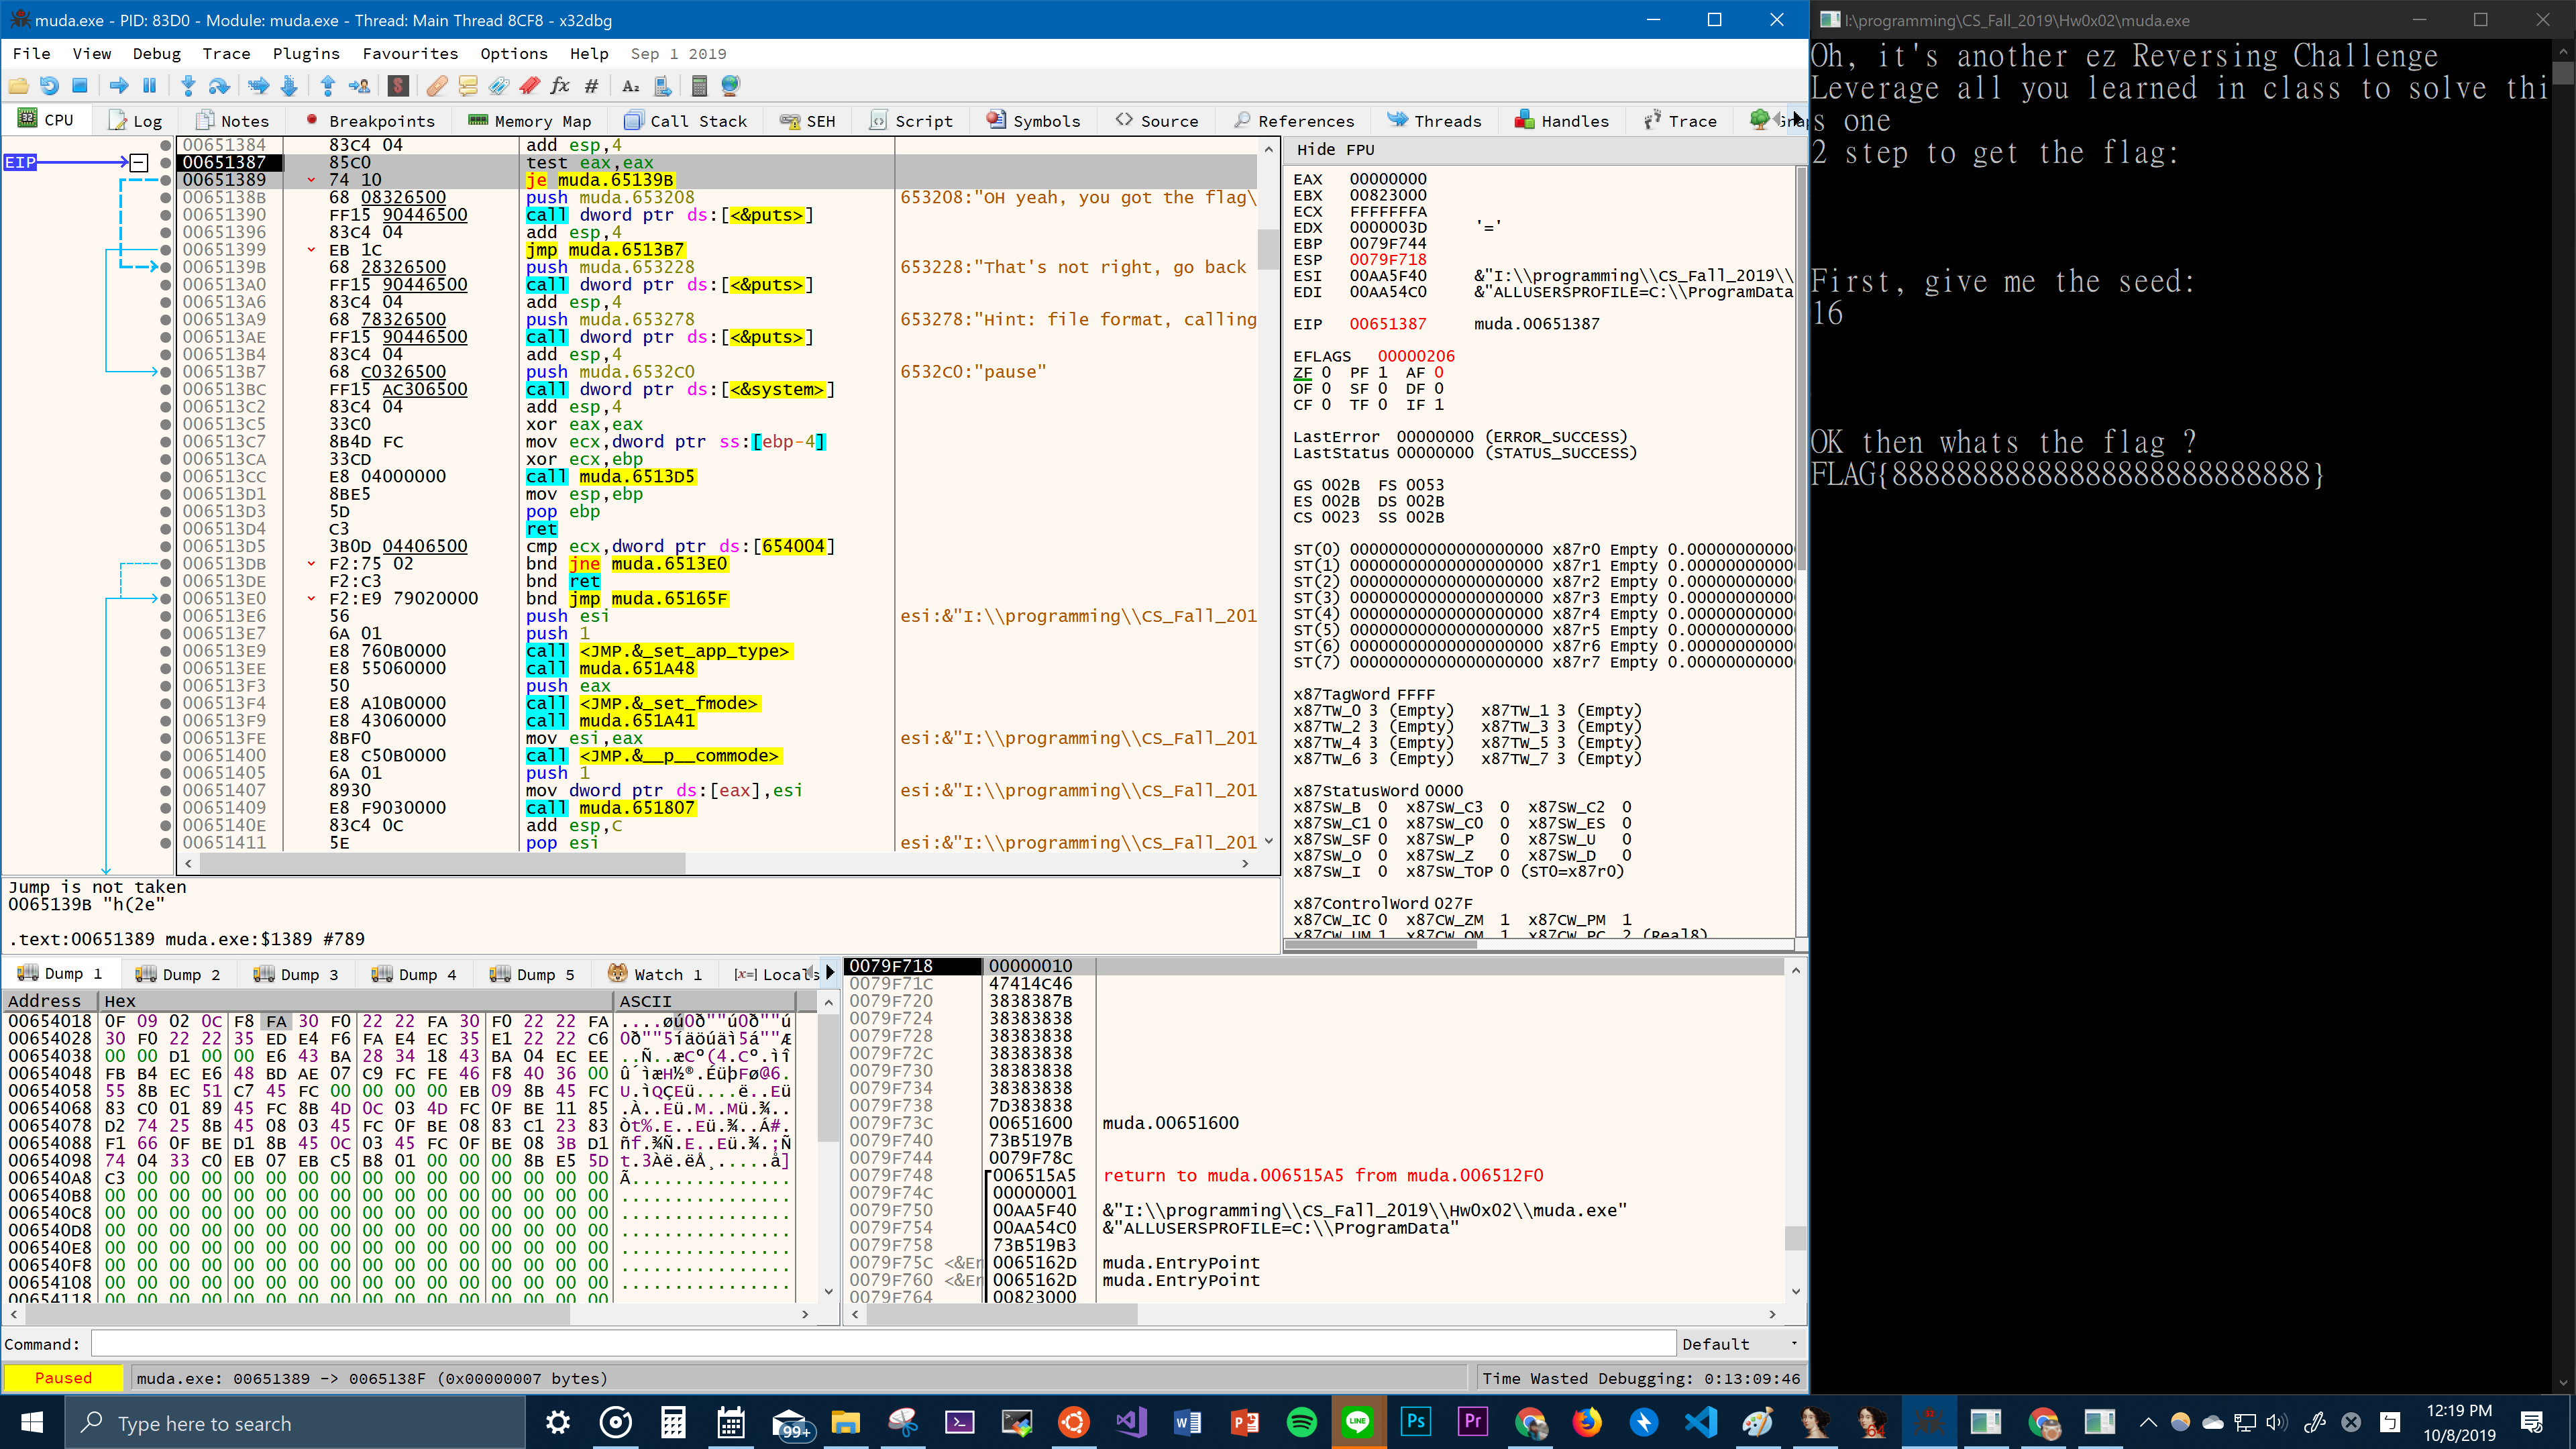 muda.exe - PID: 83D0 - Module: muda.exe - Thread: Main Thread 8CF8 - x32dbg
File View Debug Trace Plugins Favourites Options Help Sep 1 2019
CPU Log Notes Breakpoints Memory Map Call Stack SEH Script Symbols Source References Threads Handles Trace
EIP
00651384 83C4 04 add esp,4
00651387 85C0 test eax,eax
00651389 74 10 je muda.65139B
0065138B 68 08326500 push muda.653208 653208:"OH yeah, you got the flag\
00651390 FF15 90446500 call dword ptr ds:[<&puts>]
00651396 83C4 04 add esp,4
00651399 EB 1C jmp muda.6513B7
0065139B 68 28326500 push muda.653228 653228:"That's not right, go back
006513A0 FF15 90446500 call dword ptr ds:[<&puts>]
006513A6 83C4 04 add esp,4
006513A9 68 78326500 push muda.653278 653278:"Hint: file format, calling
006513AE FF15 90446500 call dword ptr ds:[<&puts>]
006513B4 83C4 04 add esp,4
006513B7 68 C0326500 push muda.6532C0 6532C0:"pause"
006513BC FF15 AC306500 call dword ptr ds:[<&system>]
006513C2 83C4 04 add esp,4
006513C5 33C0 xor eax,eax
006513C7 8B4D FC mov ecx,dword ptr ss:[ebp-4]
006513CA 33CD xor ecx,ebp
006513CC E8 04000000 call muda.6513D5
006513D1 8BE5 mov esp,ebp
006513D3 5D pop ebp
006513D4 C3 ret
006513D5 3B0D 04406500 cmp ecx,dword ptr ds:[654004]
006513DB F2:75 02 bnd jne muda.6513E0
006513DE F2:C3 bnd ret
006513E0 F2:E9 79020000 bnd jmp muda.65165F
006513E6 56 push esi esi:&"I:\\programming\\CS_Fall_201
006513E7 6A 01 push 1
006513E9 E8 760B0000 call <JMP.&_set_app_type>
006513EE E8 55060000 call muda.651A48
006513F3 50 push eax
006513F4 E8 A10B0000 call <JMP.&_set_fmode>
006513F9 E8 43060000 call muda.651A41
006513FE 8BF0 mov esi,eax esi:&"I:\\programming\\CS_Fall_201
00651400 E8 C50B0000 call <JMP.&__p__commode>
00651405 6A 01 push 1
00651407 8930 mov dword ptr ds:[eax],esi esi:&"I:\\programming\\CS_Fall_201
00651409 E8 F9030000 call muda.651807
0065140E 83C4 0C add esp,C
00651411 5E pop esi esi:&"I:\\programming\\CS_Fall_201
Jump is not taken
0065139B "h(2e"
.text:00651389 muda.exe:$1389 #789
Hide FPU
EAX 00000000
EBX 00823000
ECX FFFFFFFA
EDX 0000003D '='
EBP 0079F744
ESP 0079F718
ESI 00AA5F40 &"I:\\programming\\CS_Fall_2019\\
EDI 00AA54C0 &"ALLUSERSPROFILE=C:\\ProgramData
EIP 00651387 muda.00651387
EFLAGS 00000206
ZF 0 PF 1 AF 0
OF 0 SF 0 DF 0
CF 0 TF 0 IF 1
LastError 00000000 (ERROR_SUCCESS)
LastStatus 00000000 (STATUS_SUCCESS)
GS 002B FS 0053
ES 002B DS 002B
CS 0023 SS 002B
ST(0) 00000000000000000000 x87r0 Empty 0.000000000000
ST(1) 00000000000000000000 x87r1 Empty 0.000000000000
ST(2) 00000000000000000000 x87r2 Empty 0.000000000000
ST(3) 00000000000000000000 x87r3 Empty 0.000000000000
ST(4) 00000000000000000000 x87r4 Empty 0.000000000000
ST(5) 00000000000000000000 x87r5 Empty 0.000000000000
ST(6) 00000000000000000000 x87r6 Empty 0.000000000000
ST(7) 00000000000000000000 x87r7 Empty 0.000000000000
x87TagWord FFFF
x87TW_0 3 (Empty) x87TW_1 3 (Empty)
x87TW_2 3 (Empty) x87TW_3 3 (Empty)
x87TW_4 3 (Empty) x87TW_5 3 (Empty)
x87TW_6 3 (Empty) x87TW_7 3 (Empty)
x87StatusWord 0000
x87SW_B 0 x87SW_C3 0 x87SW_C2 0
x87SW_C1 0 x87SW_C0 0 x87SW_ES 0
x87SW_SF 0 x87SW_P 0 x87SW_U 0
x87SW_O 0 x87SW_Z 0 x87SW_D 0
x87SW_I 0 x87SW_TOP 0 (ST0=x87r0)
x87ControlWord 027F
x87CW_IC 0 x87CW_ZM 1 x87CW_PM 1
x87CW_UM 1 x87CW_OM 1 x87CW_PC 2 (Real8)
Dump 1 Dump 2 Dump 3 Dump 4 Dump 5 Watch 1 [x=] Locals
Address Hex ASCII
00654018 0F 09 02 0C F8 FA 30 F0 22 22 FA 30 F0 22 22 FA ....øú0ð""ú0ð""ú
00654028 30 F0 22 22 35 ED E4 F6 FA E4 EC 35 E1 22 22 C6 0ð""5íäöúäì5á""Æ
00654038 00 00 D1 00 00 E6 43 BA 28 34 18 43 BA 04 EC EE ..Ñ..æCº(4.Cº.ìî
00654048 FB B4 EC E6 48 BD AE 07 C9 FC FE 46 F8 40 36 00 û´ìæH½®.ÉüþFø@6.
00654058 55 8B EC 51 C7 45 FC 00 00 00 00 EB 09 8B 45 FC U.ìQÇEü....ë..Eü
00654068 83 C0 01 89 45 FC 8B 4D 0C 03 4D FC 0F BE 11 85 .À..Eü.M..Mü.¾..
00654078 D2 74 25 8B 45 08 03 45 FC 0F BE 08 83 C1 23 83 Òt%.E..Eü.¾..Á#.
00654088 F1 66 0F BE D1 8B 45 0C 03 45 FC 0F BE 08 3B D1 ñf.¾Ñ.E..Eü.¾.;Ñ
00654098 74 04 33 C0 EB 07 EB C5 B8 01 00 00 00 8B E5 5D t.3Àë.ëÅ¸.....å]
006540A8 C3 00 00 00 00 00 00 00 00 00 00 00 00 00 00 00 Ã...............
006540B8 00 00 00 00 00 00 00 00 00 00 00 00 00 00 00 00 ................
006540C8 00 00 00 00 00 00 00 00 00 00 00 00 00 00 00 00 ................
006540D8 00 00 00 00 00 00 00 00 00 00 00 00 00 00 00 00 ................
006540E8 00 00 00 00 00 00 00 00 00 00 00 00 00 00 00 00 ................
006540F8 00 00 00 00 00 00 00 00 00 00 00 00 00 00 00 00 ................
00654108 00 00 00 00 00 00 00 00 00 00 00 00 00 00 00 00 ................
00654118 00 00 00 00 00 00 00 00 00 00 00 00 00 00 00 00
0079F718 00000010
0079F71C 47414C46
0079F720 3838387B
0079F724 38383838
0079F728 38383838
0079F72C 38383838
0079F730 38383838
0079F734 38383838
0079F738 7D383838
0079F73C 00651600 muda.00651600
0079F740 73B5197B
0079F744 0079F78C
0079F748 006515A5 return to muda.006515A5 from muda.006512F0
0079F74C 00000001
0079F750 00AA5F40 &"I:\\programming\\CS_Fall_2019\\Hw0x02\\muda.exe"
0079F754 00AA54C0 &"ALLUSERSPROFILE=C:\\ProgramData"
0079F758 73B519B3
0079F75C <&Er 0065162D muda.EntryPoint
0079F760 <&Er 0065162D muda.EntryPoint
0079F764 00823000
Command: Default
Paused muda.exe: 00651389 -> 0065138F (0x00000007 bytes) Time Wasted Debugging: 0:13:09:46
I:\programming\CS_Fall_2019\Hw0x02\muda.exe
Oh, it's another ez Reversing Challenge
Leverage all you learned in class to solve thi
s one
2 step to get the flag:
First, give me the seed:
16
OK then whats the flag ?
FLAG{88888888888888888888888888}
Type here to search
99+
12:19 PM
10/8/2019